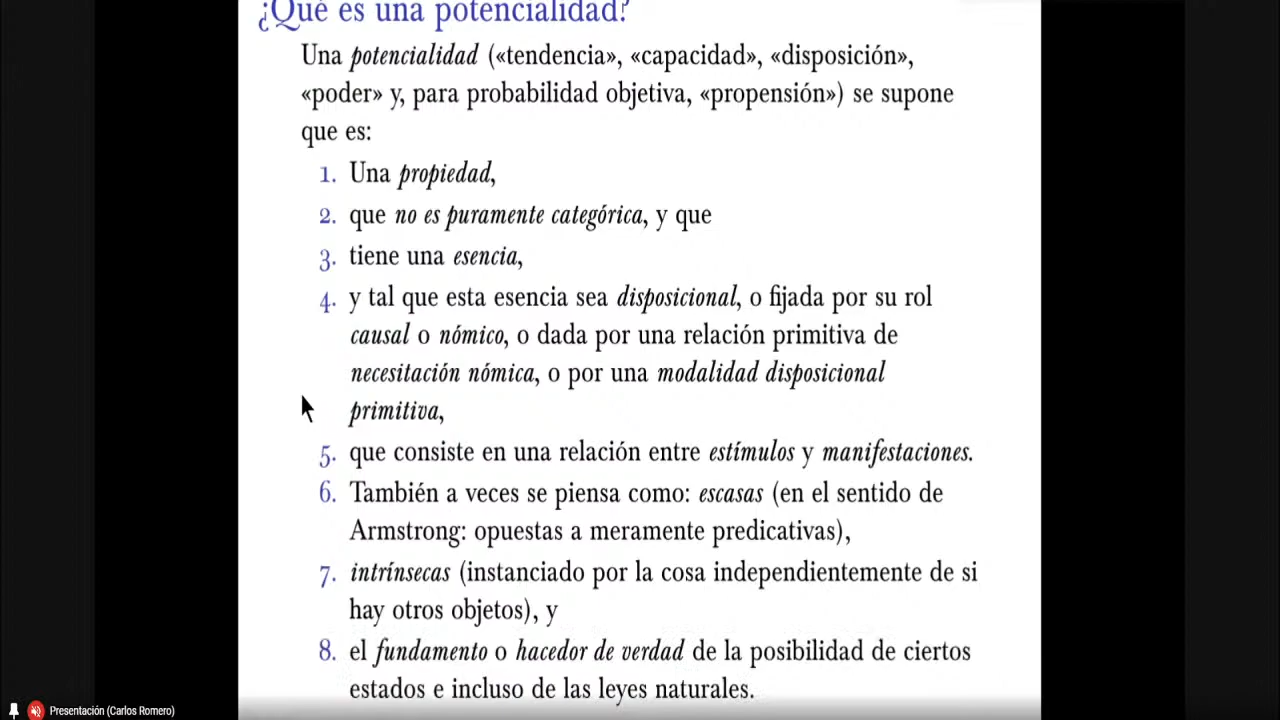 ¿Qué es una potencialidad?
Una potencialidad («tendencia», «capacidad», «disposición»,
«poder» y, para probabilidad objetiva, «propensión») se supone
que es:
1. Una propiedad,
2. que no es puramente categórica, y que
3. tiene una esencia,
4. y tal que esta esencia sea disposicional, o fijada por su rol
causal o nómico, o dada por una relación primitiva de
necesitación nómica, o por una modalidad disposicional
primitiva,
5. que consiste en una relación entre estímulos y manifestaciones.
6. También a veces se piensa como: escasas (en el sentido de
Armstrong: opuestas a meramente predicativas),
7. intrínsecas (instanciado por la cosa independientemente de si
hay otros objetos), y
8. el fundamento o hacedor de verdad de la posibilidad de ciertos
estados e incluso de las leyes naturales.
Presentación (Carlos Romero)